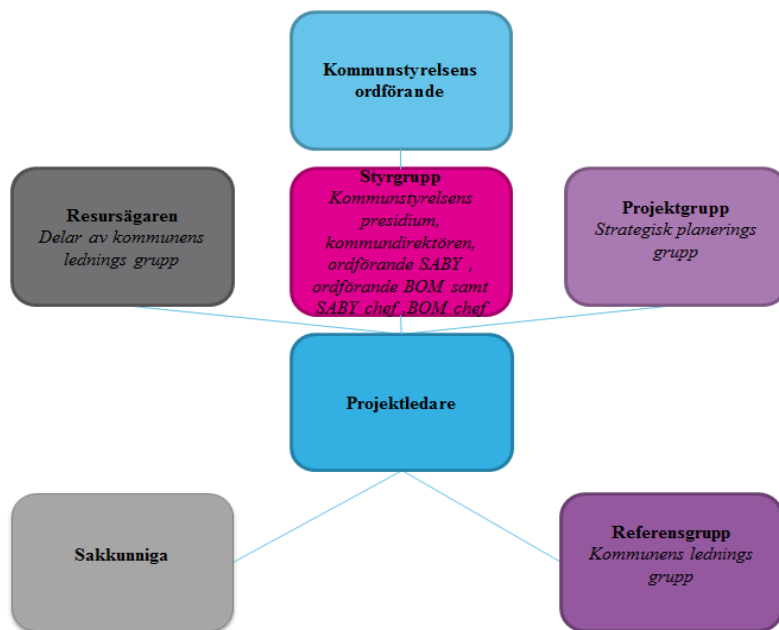 Kommunstyrelsens
ordförande
Resursägaren
Delar av kommunens
lednings grupp
Styrgrupp
Kommunstyrelsens
presidium,
kommundirektören,
ordförande SABY ,
ordförande BOM samt
SABY chef ,BOM chef
Projektgrupp
Strategisk planerings
grupp
Projektledare
Sakkunniga
Referensgrupp
Kommunens lednings
grupp